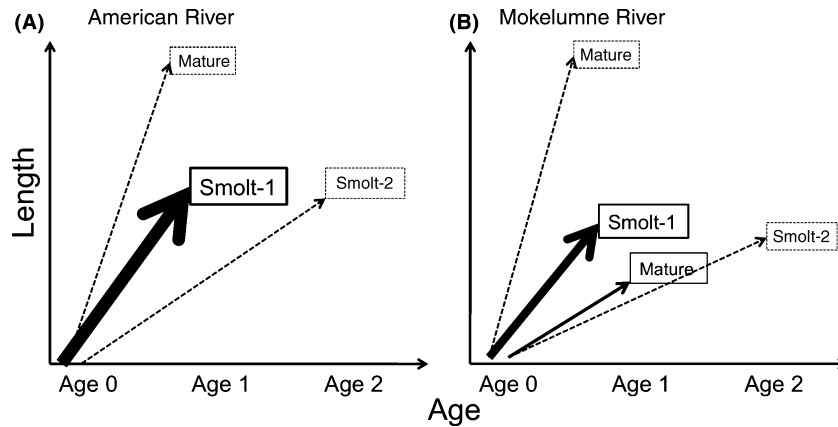 (A) American River
Mature
Smolt-1
Smolt-2
Length
Age 0 Age 1 Age 2
(B) Mokelumne River
Mature
Smolt-1
Mature
Smolt-2
Age 0 Age 1 Age 2
Age